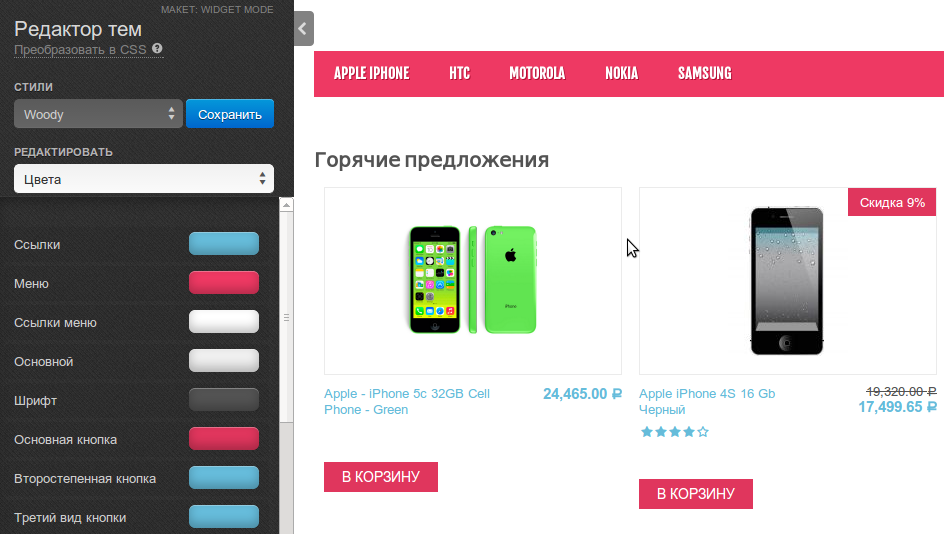 МАКЕТ: WIDGET MODE
Редактор тем
Преобразовать в CSS ?
СТИЛИ
Woody
Сохранить
РЕДАКТИРОВАТЬ
Цвета
Ссылки
Меню
Ссылки меню
Основной
Шрифт
Основная кнопка
Второстепенная кнопка
Третий вид кнопки
APPLE IPHONE HTC MOTOROLA NOKIA SAMSUNG
Горячие предложения
iPhone
Apple - iPhone 5c 32GB Cell
Phone - Green
24,465.00 ₽
В КОРЗИНУ
Скидка 9%
Apple iPhone 4S 16 Gb
Черный
19,320.00 ₽
17,499.65 ₽
В КОРЗИНУ